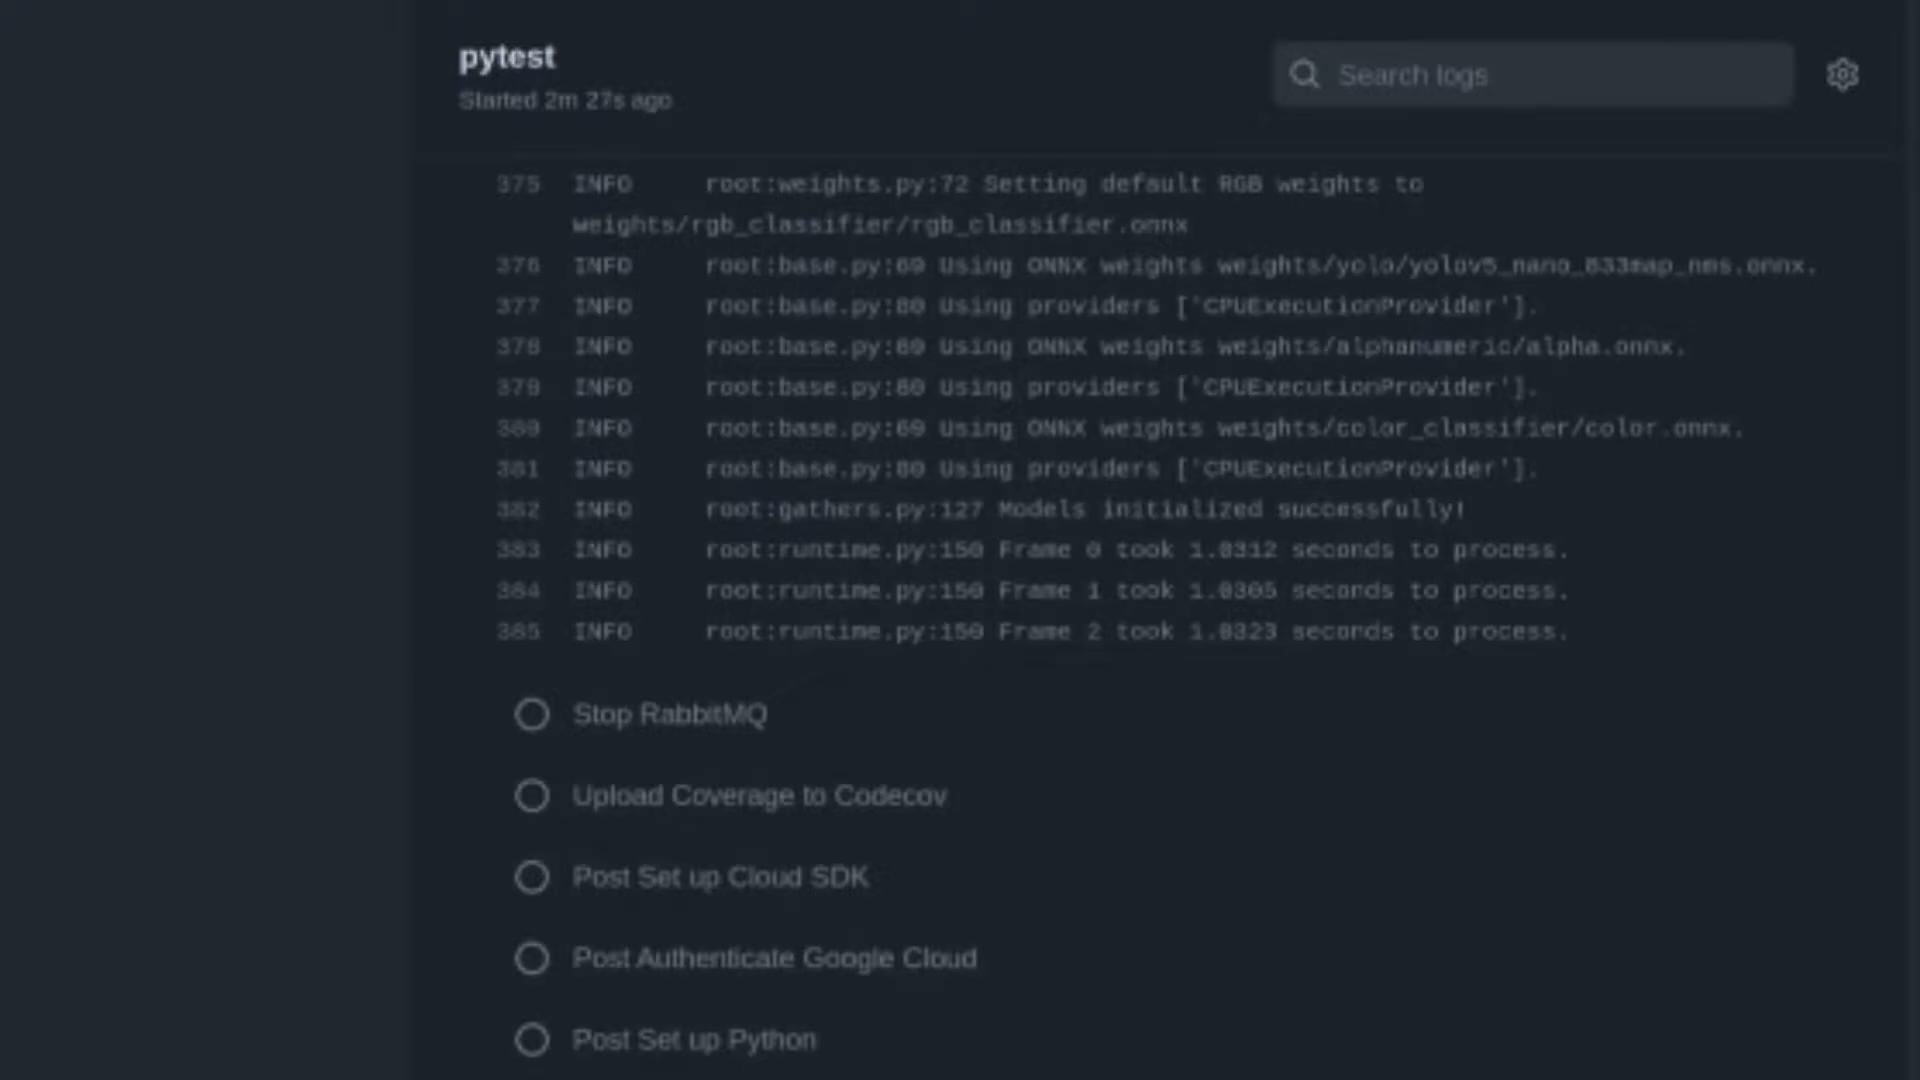 pytest
Started 2m 27s ago
Search logs
375 INFO root:weights.py:72 Setting default RGB weights to
weights/rgb_classifier/rgb_classifier.onnx
376 INFO root:base.py:69 Using ONNX weights weights/yolo/yolov5_nano_833map_nms.onnx.
377 INFO root:base.py:80 Using providers ['CPUExecutionProvider'].
378 INFO root:base.py:69 Using ONNX weights weights/alphanumeric/alpha.onnx.
379 INFO root:base.py:80 Using providers ['CPUExecutionProvider'].
380 INFO root:base.py:69 Using ONNX weights weights/color_classifier/color.onnx.
381 INFO root:base.py:80 Using providers ['CPUExecutionProvider'].
382 INFO root:gathers.py:127 Models initialized successfully!
383 INFO root:runtime.py:150 Frame 0 took 1.0312 seconds to process.
384 INFO root:runtime.py:150 Frame 1 took 1.0305 seconds to process.
385 INFO root:runtime.py:150 Frame 2 took 1.0323 seconds to process.
Stop RabbitMQ
Upload Coverage to Codecov
Post Set up Cloud SDK
Post Authenticate Google Cloud
Post Set up Python